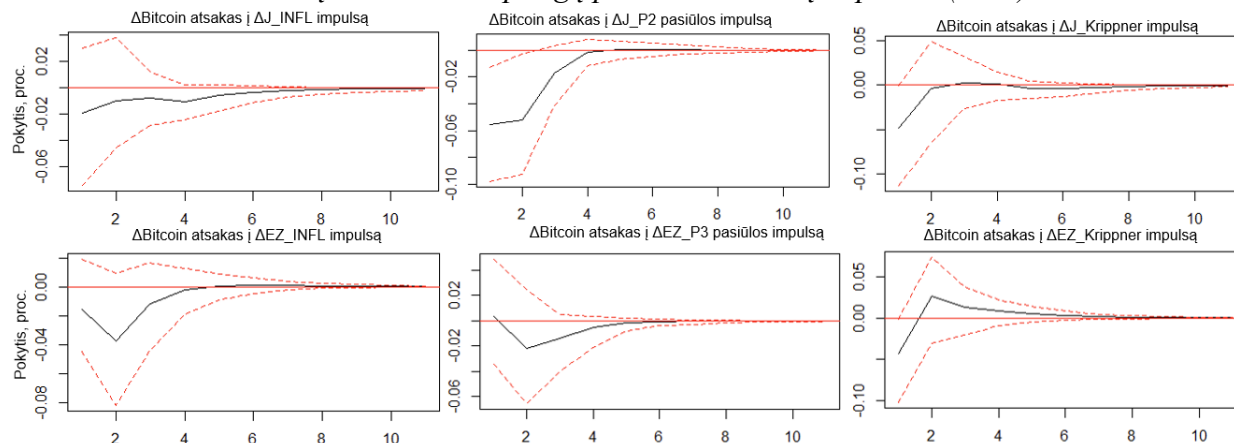 ΔBitcoin atsakas į ΔJ_INFL impulsą
Pokytis, proc.
0.02
-0.02
-0.06
2 4 6 8 10
ΔBitcoin atsakas į ΔJ_P2 pasiūlos impulsą
-0.02
-0.06
-0.10
2 4 6 8 10
ΔBitcoin atsakas į ΔJ_Krippner impulsą
0.05
0.00
-0.10
2 4 6 8 10
ΔBitcoin atsakas į ΔEZ_INFL impulsą
Pokytis, proc.
0.00
-0.04
-0.08
2 4 6 8 10
ΔBitcoin atsakas į ΔEZ_P3 pasiūlos impulsą
0.02
-0.02
-0.06
2 4 6 8 10
ΔBitcoin atsakas į ΔEZ_Krippner impulsą
0.05
0.00
-0.10
2 4 6 8 10